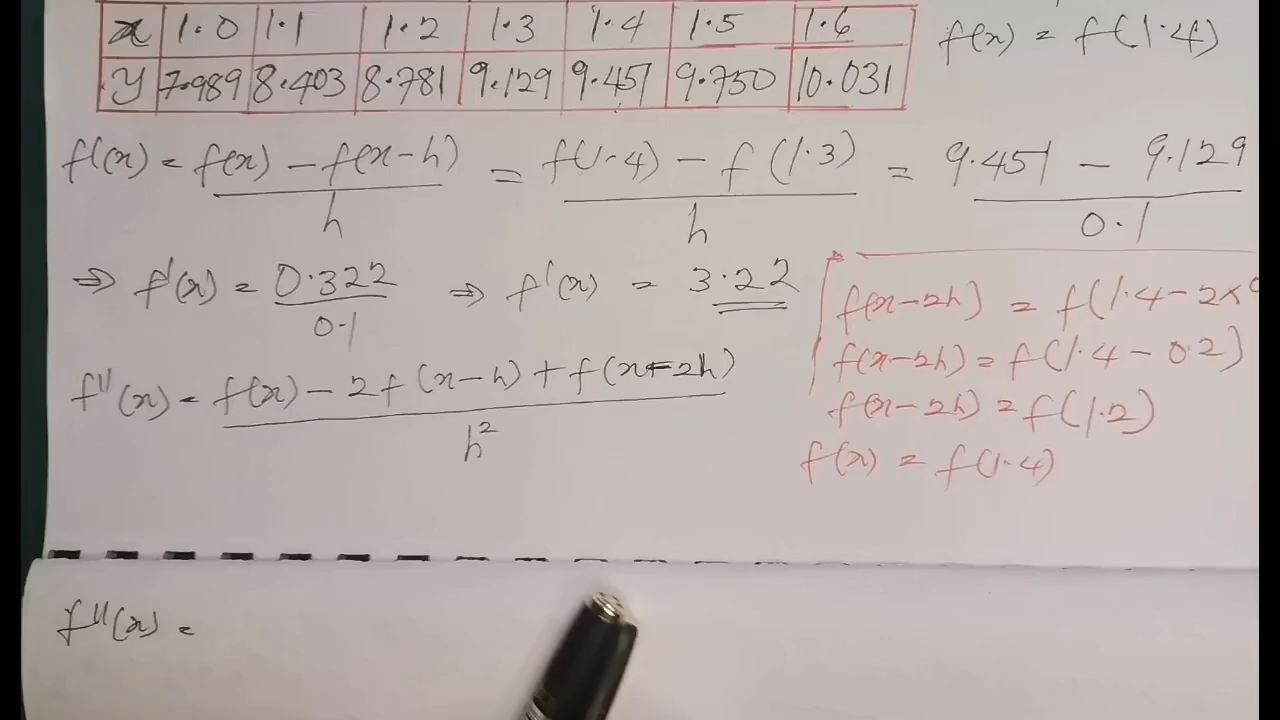 x 1.0 1.1 1.2 1.3 1.4 1.5 1.6
y 7.989 8.403 8.781 9.129 9.451 9.750 10.031
f(x) = f(1.4)
f'(x) = f(x) - f(x-h) / h = f(1.4) - f(1.3) / h = 9.451 - 9.129 / 0.1
⇒ f'(x) = 0.322 / 0.1 ⇒ f'(x) = 3.22
f''(x) = f(x) - 2f(x-h) + f(x-2h) / h²
f(x-2h) = f(1.4 - 2×0
f(x-2h) = f(1.4 - 0.2)
f(x-2h) = f(1.2)
f(x) = f(1.4)
f''(x) =